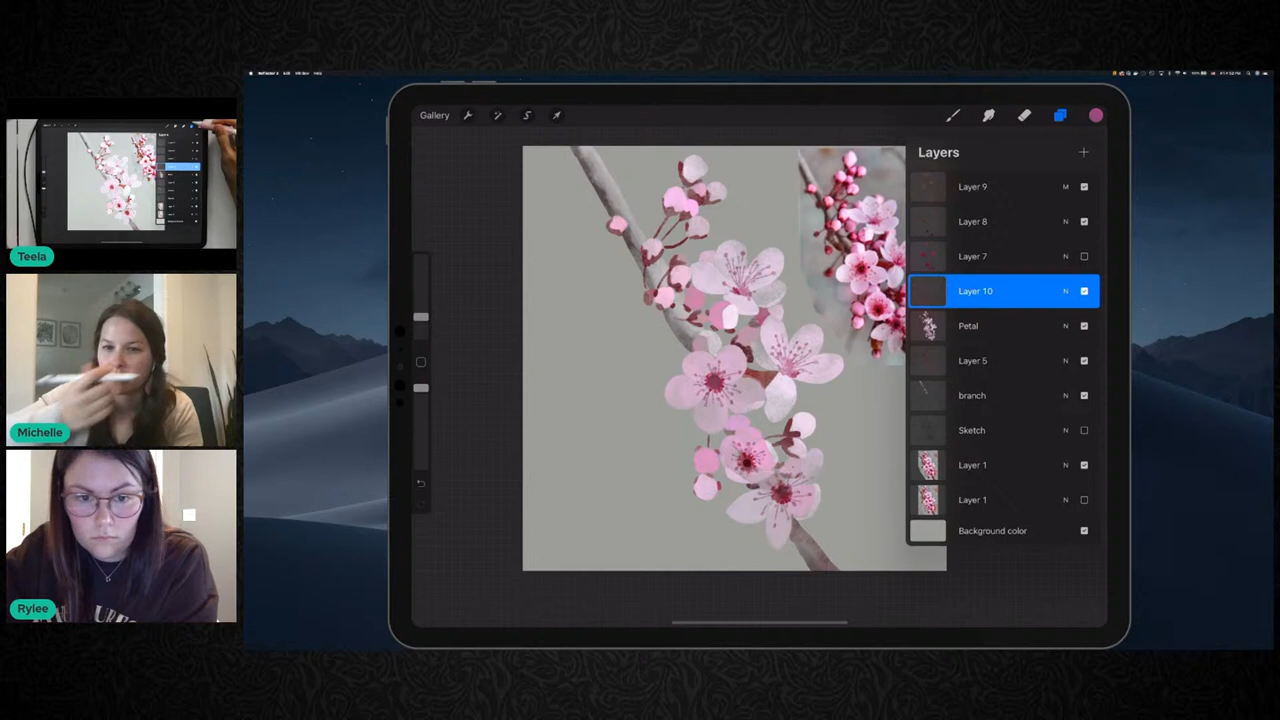 Gallery
Layers
Layer 9 M
Layer 8 N
Layer 7 N
Layer 10 N
Petal N
Layer 5 N
branch N
Sketch N
Layer 1 N
Layer 1 N
Background color
Teela
Michelle
Rylee